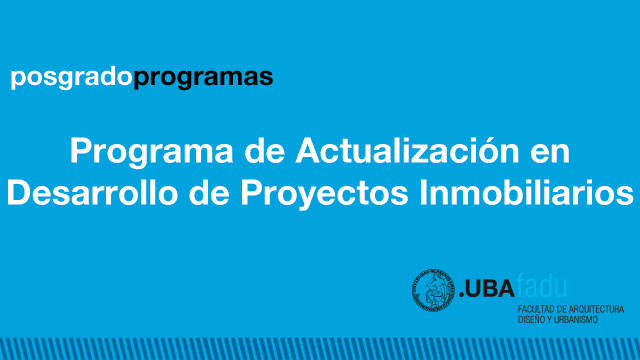 posgradoprogramas
Programa de Actualización en
Desarrollo de Proyectos Inmobiliarios
.UBAfadu
FACULTAD DE ARQUITECTURA
DISEÑO Y URBANISMO